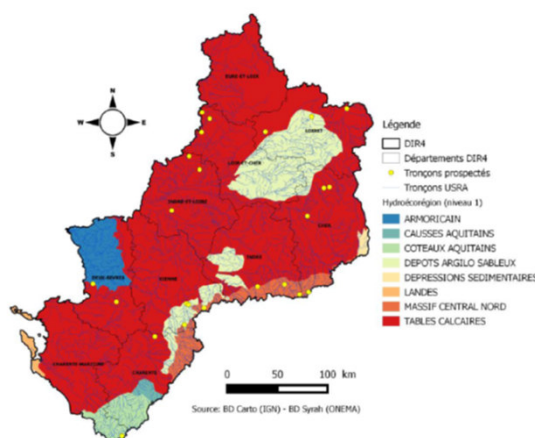 EURE-ET-LOIR
LOIRET
LOIR-ET-CHER
INDRE-ET-LOIRE
CHER
INDRE
DEUX-SEVRES
VIENNE
CHARENTE-MARITIME
CHARENTE
N
W
E
S
Légende
DIR4
Départements DIR4
Tronçons prospectés
Tronçons USRA
Hydroécorégion (niveau 1)
ARMORICAIN
CAUSSES AQUITAINS
COTEAUX AQUITAINS
DEPOTS ARGILO SABLEUX
DEPRESSIONS SEDIMENTAIRES
LANDES
MASSIF CENTRAL NORD
TABLES CALCAIRES
0 50 100 km
Source: BD Carto (IGN) - BD Syrah (ONEMA)